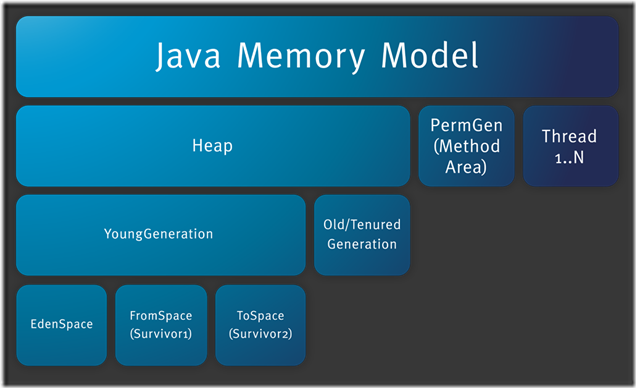 Java Memory Model
Heap
PermGen
(Method
Area)
Thread
1..N
YoungGeneration
Old/Tenured
Generation
EdenSpace
FromSpace
(Survivor1)
ToSpace
(Survivor2)